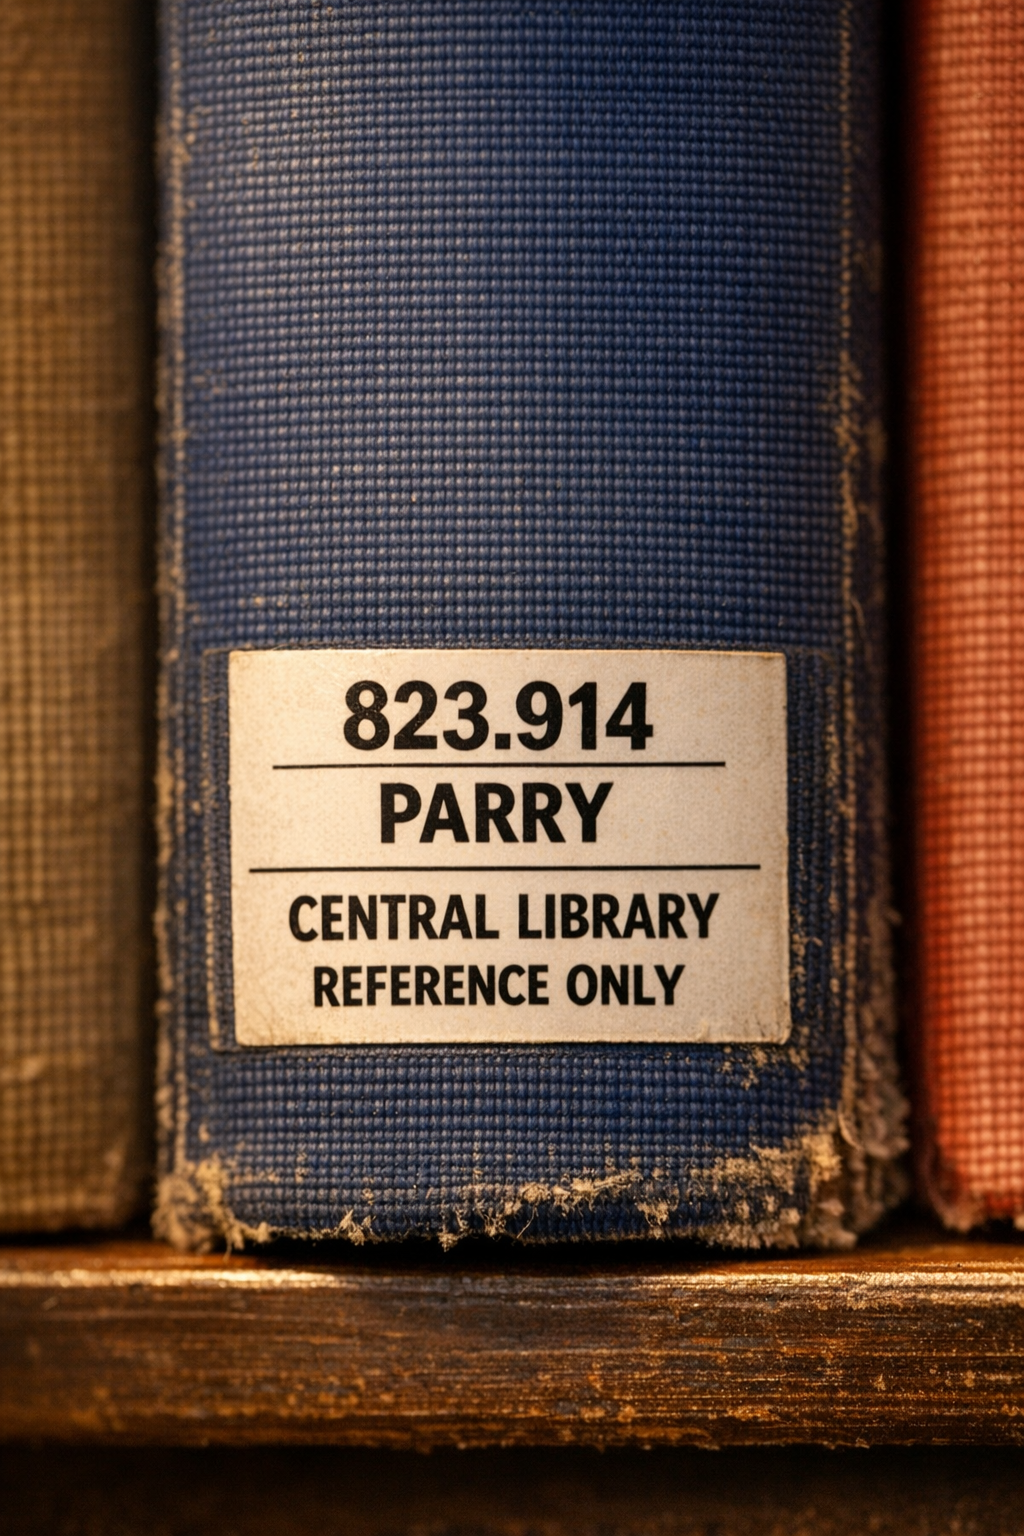 823.914
PARRY
CENTRAL LIBRARY
REFERENCE ONLY